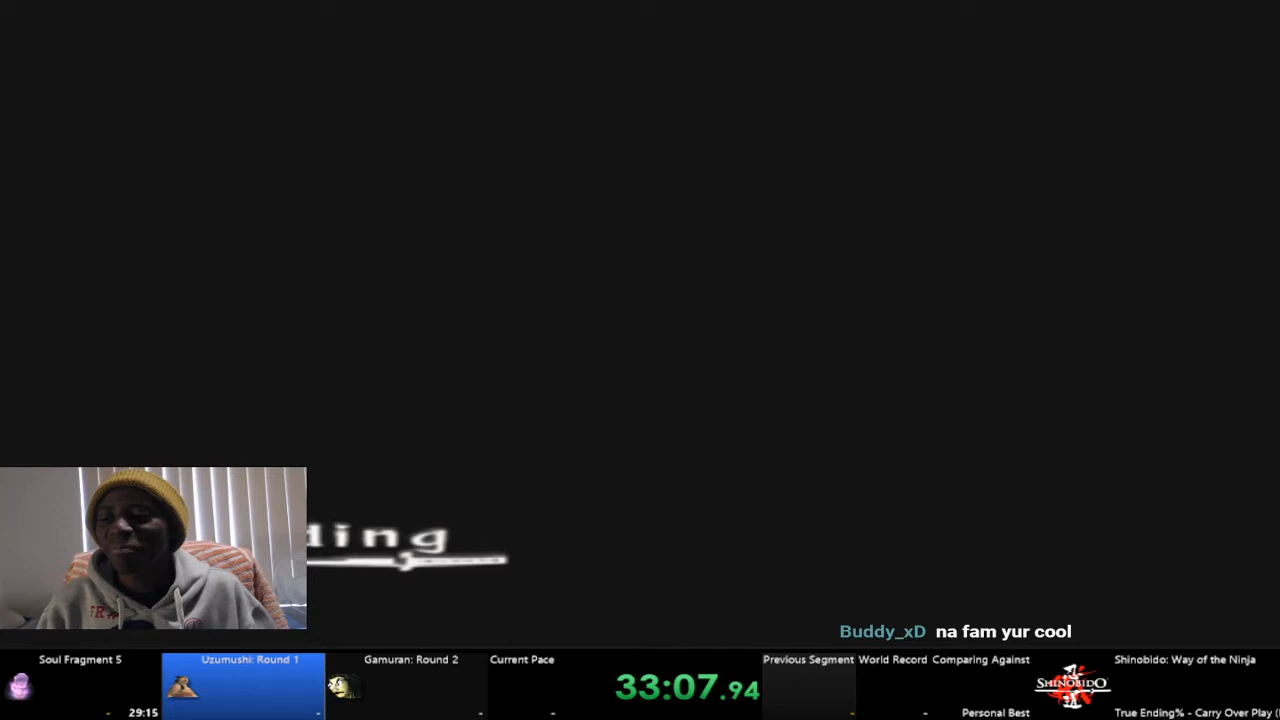 ding
Buddy_xD na fam yur cool
Soul Fragment 5
Uzumushi: Round 1
Gamuran: Round 2
Current Pace
33:07.94
Previous Segment
World Record
Comparing Against
SHINOBIDO
Shinobido: Way of the Ninja
- 29:15
-
-
-
-
-
Personal Best
True Ending% - Carry Over Play (